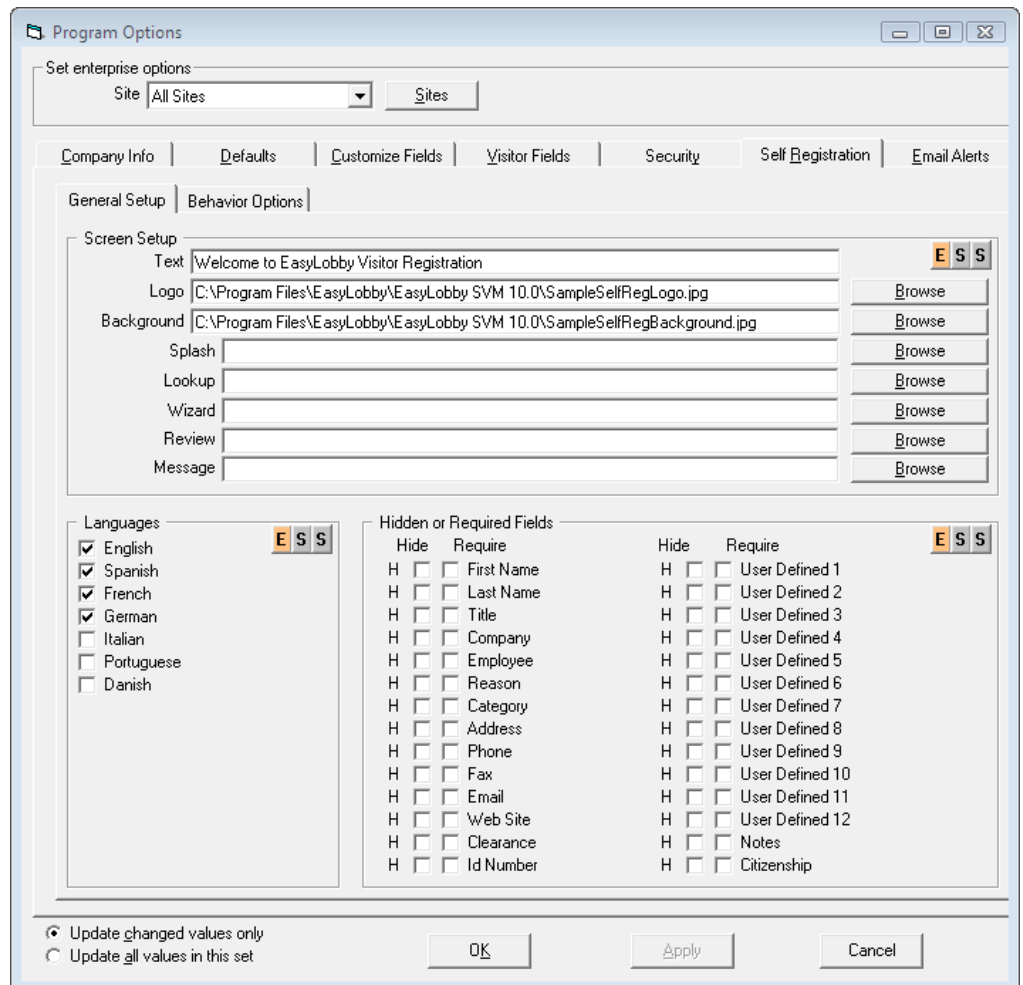 Program Options
Set enterprise options
Site All Sites Sites
Company Info Defaults Customize Fields Visitor Fields Security Self Registration Email Alerts
General Setup Behavior Options
Screen Setup
E S S
Text Welcome to EasyLobby Visitor Registration
Logo C:\Program Files\EasyLobby\EasyLobby SVM 10.0\SampleSelfRegLogo.jpg Browse
Background C:\Program Files\EasyLobby\EasyLobby SVM 10.0\SampleSelfRegBackground.jpg Browse
Splash Browse
Lookup Browse
Wizard Browse
Review Browse
Message Browse
Languages
E S S
English
Spanish
French
German
Italian
Portuguese
Danish
Hidden or Required Fields
E S S
Hide Require Hide Require
H First Name H User Defined 1
H Last Name H User Defined 2
H Title H User Defined 3
H Company H User Defined 4
H Employee H User Defined 5
H Reason H User Defined 6
H Category H User Defined 7
H Address H User Defined 8
H Phone H User Defined 9
H Fax H User Defined 10
H Email H User Defined 11
H Web Site H User Defined 12
H Clearance H Notes
H Id Number H Citizenship
Update changed values only
Update all values in this set
OK Apply Cancel